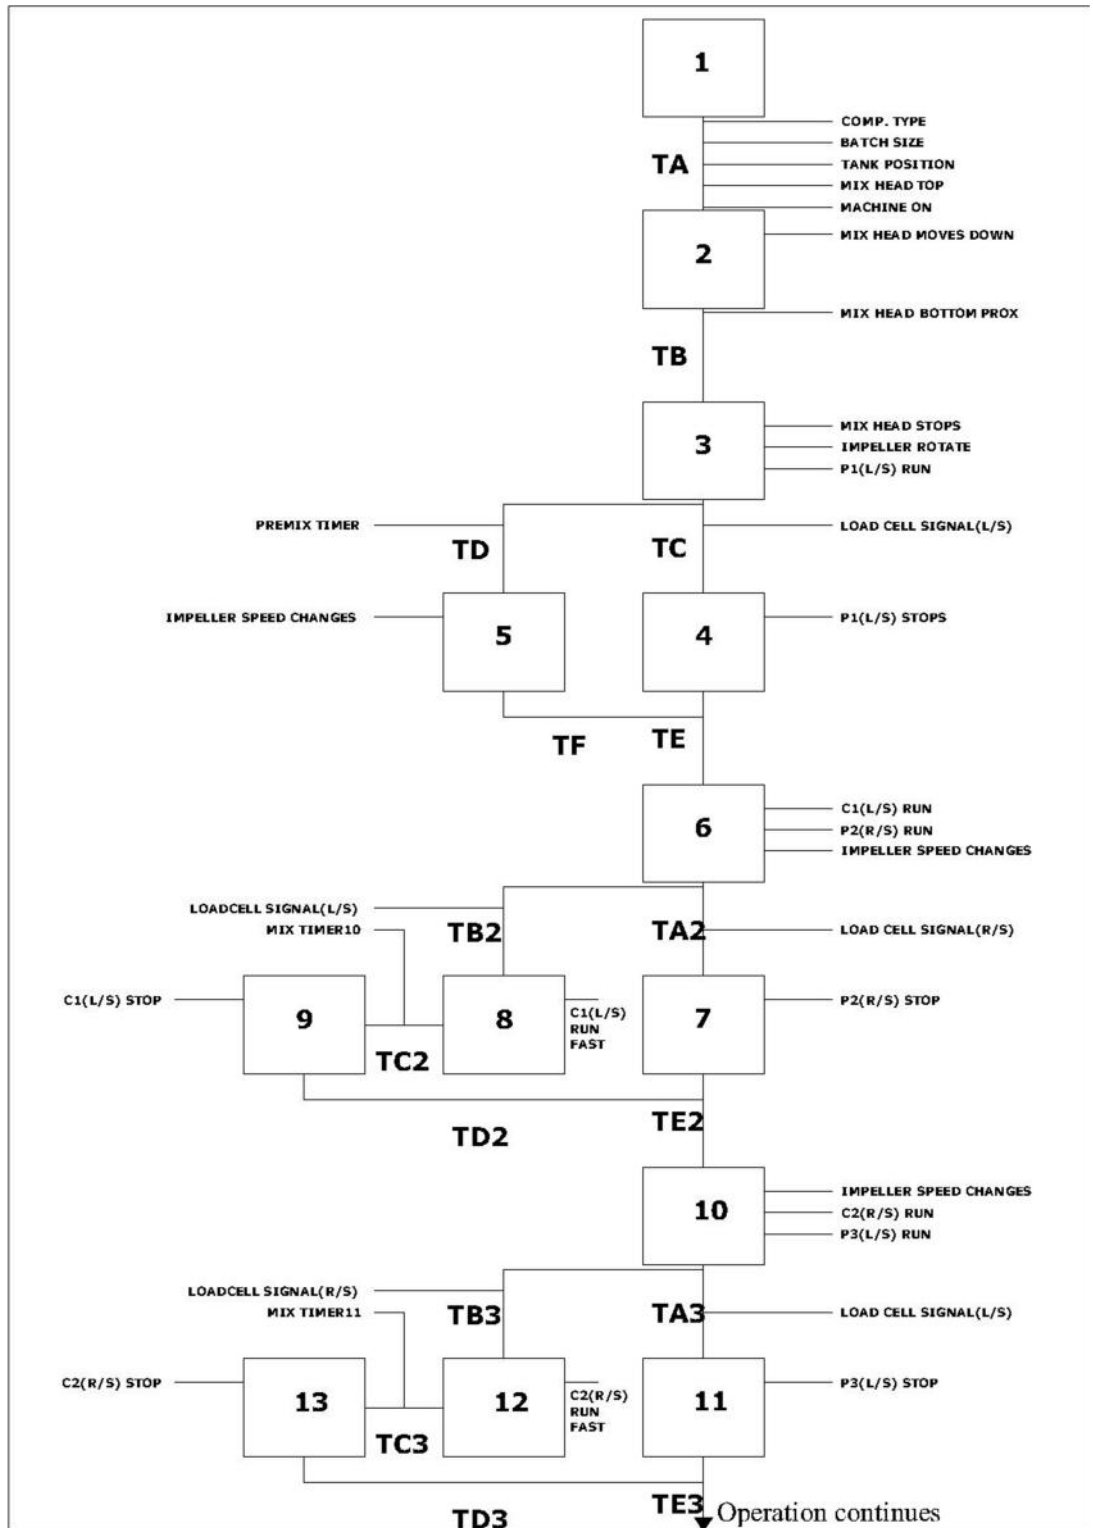 1
COMP. TYPE
BATCH SIZE
TA
TANK POSITION
MIX HEAD TOP
MACHINE ON
MIX HEAD MOVES DOWN
2
MIX HEAD BOTTOM PROX
TB
MIX HEAD STOPS
3
IMPELLER ROTATE
P1(L/S) RUN
PREMIX TIMER
LOAD CELL SIGNAL(L/S)
TD
TC
IMPELLER SPEED CHANGES
P1(L/S) STOPS
5
4
TF
TE
C1(L/S) RUN
6
P2(R/S) RUN
IMPELLER SPEED CHANGES
LOADCELL SIGNAL(L/S)
MIX TIMER10
TB2
TA2
LOAD CELL SIGNAL(R/S)
C1(L/S) STOP
P2(R/S) STOP
9
8
C1(L/S)
RUN
FAST
7
TC2
TD2
TE2
IMPELLER SPEED CHANGES
10
C2(R/S) RUN
P3(L/S) RUN
LOADCELL SIGNAL(R/S)
MIX TIMER11
TB3
TA3
LOAD CELL SIGNAL(L/S)
C2(R/S) STOP
P3(L/S) STOP
13
12
C2(R/S)
RUN
FAST
11
TC3
TD3
TE3
Operation continues